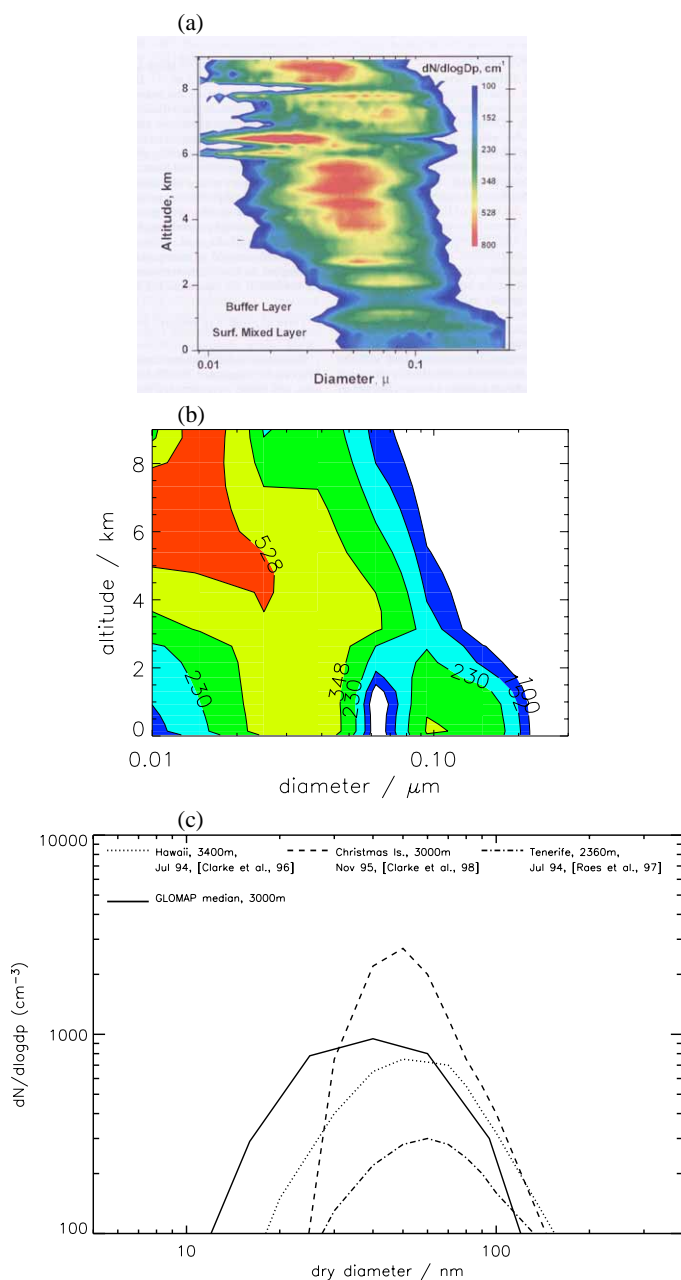 (a)
dN/dlogDp, cm⁻¹
100
152
230
348
528
800
8
6
4
2
0
Altitude, km
Buffer Layer
Surf. Mixed Layer
0.01
0.1
Diameter, μ
(b)
8
6
4
2
0
altitude / km
528
230
348
230
230
152
100
0.01
0.10
diameter / μm
(c)
10000
1000
100
dN/dlogdp (cm⁻³)
Hawaii, 3400m,
Jul 94, [Clarke et al., 96]
Christmas Is., 3000m
Nov 95, [Clarke et al., 98]
Tenerife, 2360m,
Jul 94, [Raes et al., 97]
GLOMAP median, 3000m
10
100
dry diameter / nm